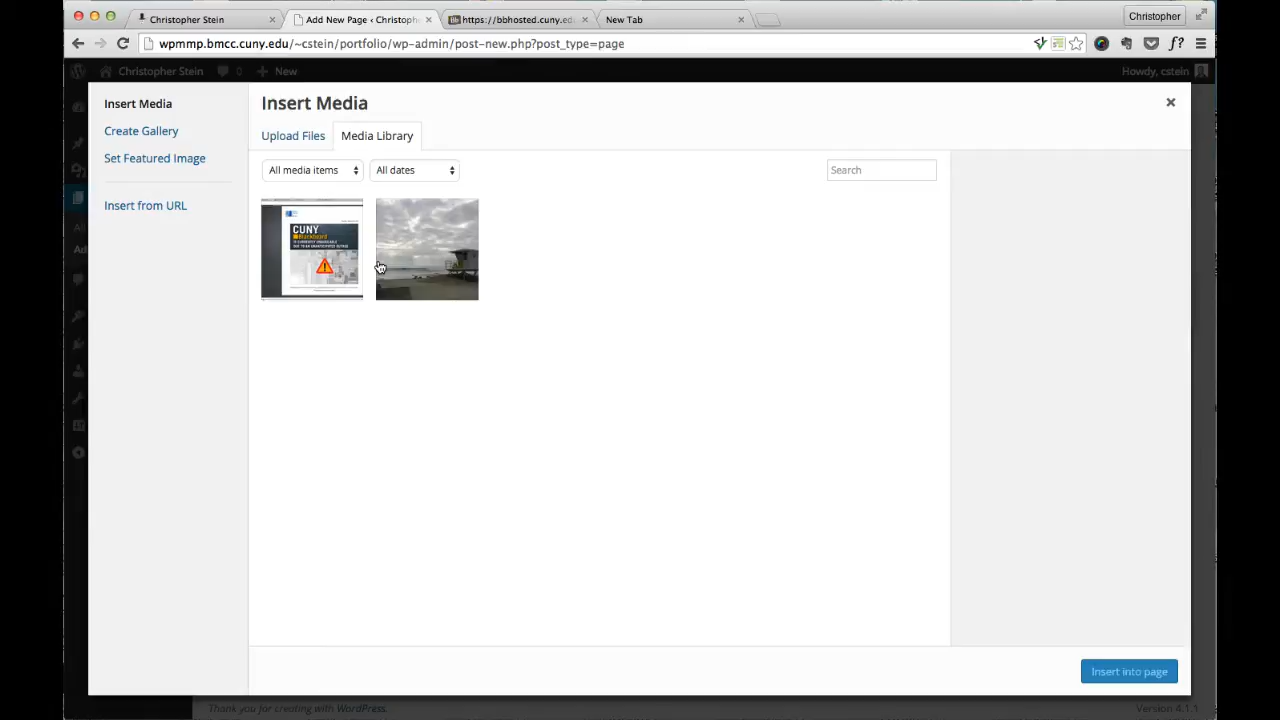 Christopher Stein
Add New Page ‹ Christoph
https://bbhosted.cuny.ed
New Tab
Christopher
wpmmp.bmcc.cuny.edu/~cstein/portfolio/wp-admin/post-new.php?post_type=page
Christopher Stein
0
+ New
Howdy, cstein
Insert Media
Create Gallery
Set Featured Image
Insert from URL
Insert Media
Upload Files
Media Library
All media items
All dates
Search
CUNY
Blackboard
Insert into page
Thank you for creating with WordPress.
Version 4.1.1